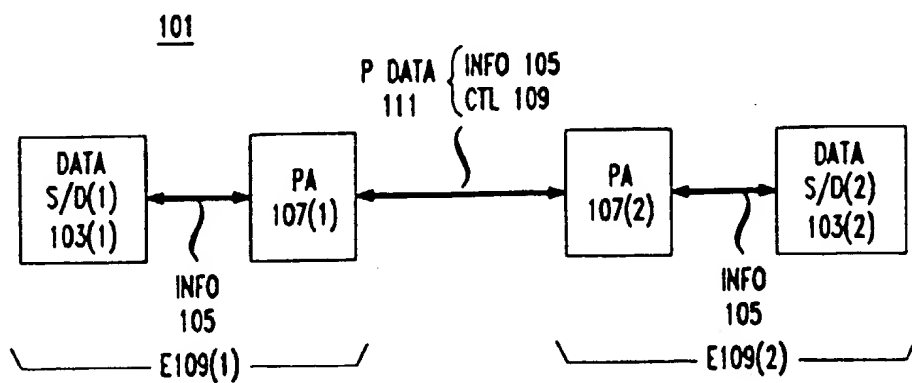 101
P DATA { INFO 105
111 CTL 109
DATA
S/D(1)
103(1)
PA
107(1)
PA
107(2)
DATA
S/D(2)
103(2)
INFO
105
INFO
105
E109(1)
E109(2)